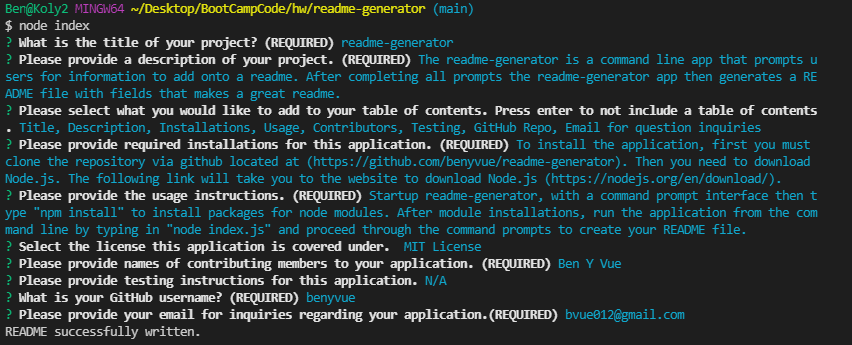 Ben@Koly2 MINGW64 ~/Desktop/BootCampCode/hw/readme-generator (main)
$ node index
? What is the title of your project? (REQUIRED) readme-generator
? Please provide a description of your project. (REQUIRED) The readme-generator is a command line app that prompts u
sers for information to add onto a readme. After completing all prompts the readme-generator app then generates a RE
ADME file with fields that makes a great readme.
? Please select what you would like to add to your table of contents. Press enter to not include a table of contents
. Title, Description, Installations, Usage, Contributors, Testing, GitHub Repo, Email for question inquiries
? Please provide required installations for this application. (REQUIRED) To install the application, first you must
clone the repository via github located at (https://github.com/benyvue/readme-generator). Then you need to download
Node.js. The following link will take you to the website to download Node.js (https://nodejs.org/en/download/).
? Please provide the usage instructions. (REQUIRED) Startup readme-generator, with a command prompt interface then t
ype "npm install" to install packages for node modules. After module installations, run the application from the com
mand line by typing in "node index.js" and proceed through the command prompts to create your README file.
? Select the license this application is covered under.  MIT License
? Please provide names of contributing members to your application. (REQUIRED) Ben Y Vue
? Please provide testing instructions for this application. N/A
? What is your GitHub username? (REQUIRED) benyvue
? Please provide your email for inquiries regarding your application.(REQUIRED) bvue012@gmail.com
README successfully written.